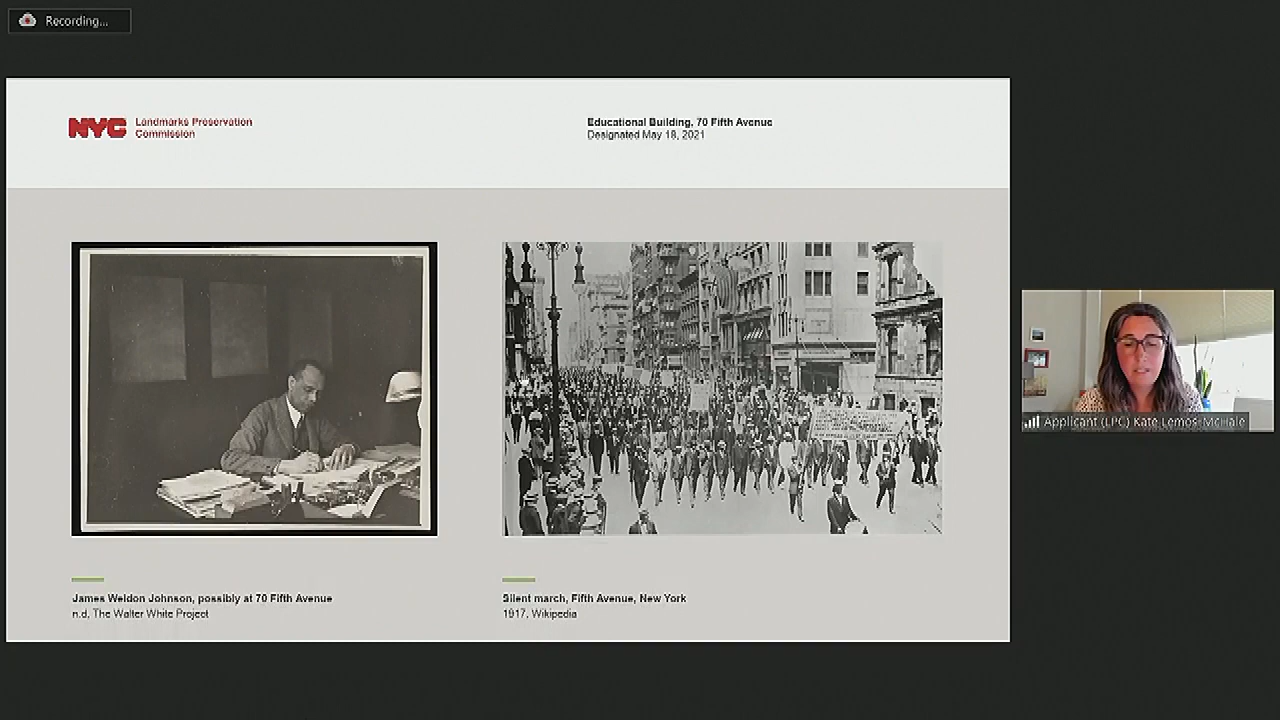 Recording...
NYC Landmarks Preservation
Commission
Educational Building, 70 Fifth Avenue
Designated May 18, 2021
James Weldon Johnson, possibly at 70 Fifth Avenue
n.d, The Walter White Project
Silent march, Fifth Avenue, New York
1917, Wikipedia
Applicant (LPC) Kate Lemos McHale